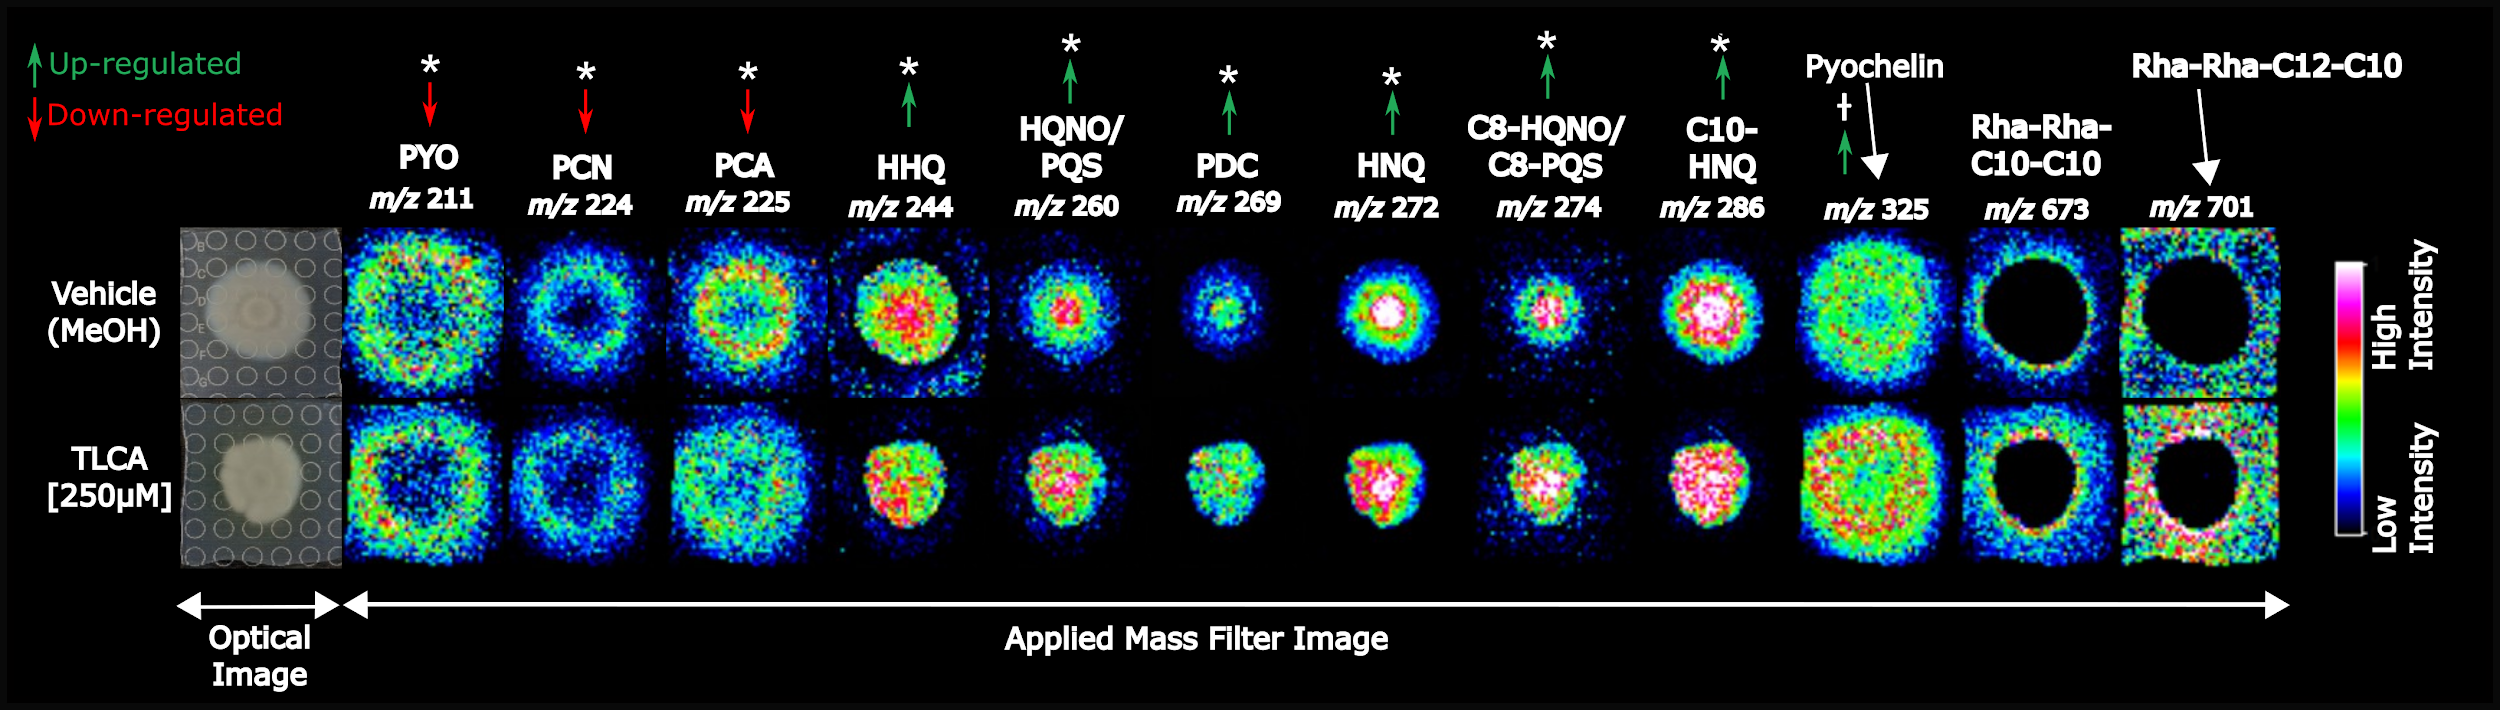 Up-regulated
Down-regulated
*
PYO
m/z 211
*
PCN
m/z 224
*
PCA
m/z 225
*
HHQ
m/z 244
*
HQNO/
PQS
m/z 260
*
PDC
m/z 269
*
HNQ
m/z 272
*
C8-HQNO/
C8-PQS
m/z 274
*
C10-
HNQ
m/z 286
Pyochelin
†
m/z 325
Rha-Rha-
C10-C10
m/z 673
Rha-Rha-C12-C10
m/z 701
Vehicle
(MeOH)
B
C
D
E
F
G
TLCA
[250µM]
High
Intensity
Low
Intensity
Optical
Image
Applied Mass Filter Image